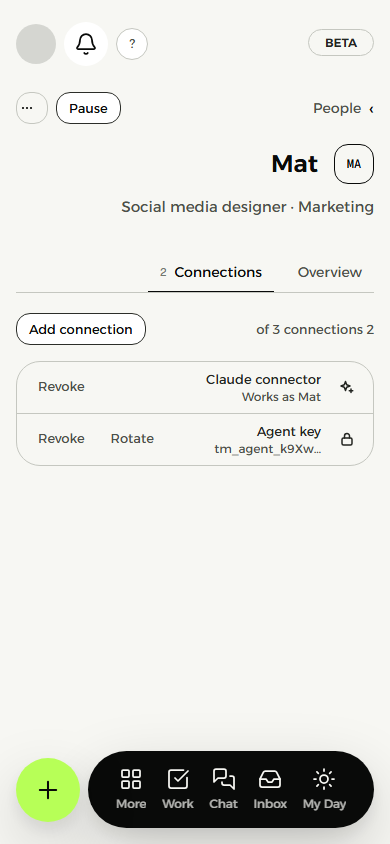 ?
BETA
...
Pause
People ‹
Mat
MA
Social media designer · Marketing
2 Connections
Overview
Add connection
of 3 connections 2
Claude connector
Works as Mat
Revoke
Agent key
tm_agent_k9Xw…
Revoke
Rotate
More
Work
Chat
Inbox
My Day